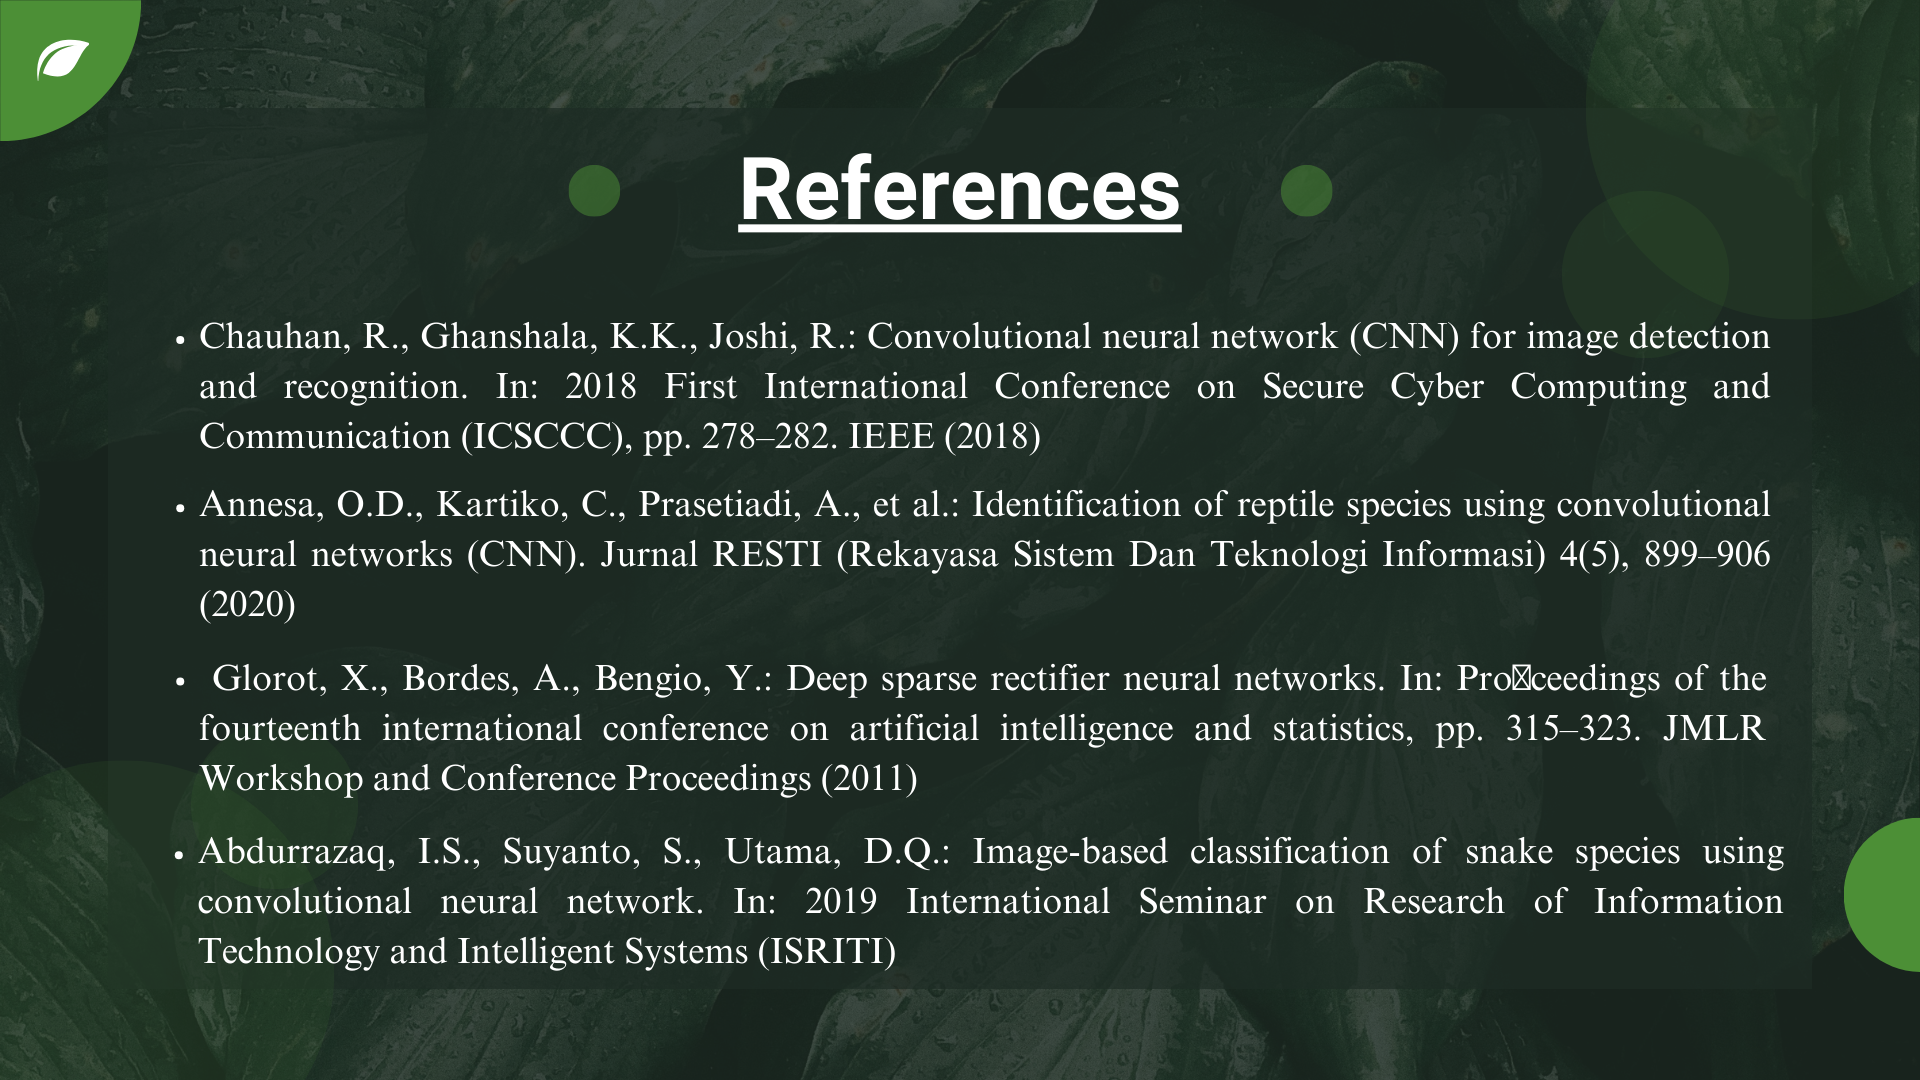 References
• Chauhan, R., Ghanshala, K.K., Joshi, R.: Convolutional neural network (CNN) for image detection
and recognition. In: 2018 First International Conference on Secure Cyber Computing and
Communication (ICSCCC), pp. 278–282. IEEE (2018)
• Annesa, O.D., Kartiko, C., Prasetiadi, A., et al.: Identification of reptile species using convolutional
neural networks (CNN). Jurnal RESTI (Rekayasa Sistem Dan Teknologi Informasi) 4(5), 899–906
(2020)
• Glorot, X., Bordes, A., Bengio, Y.: Deep sparse rectifier neural networks. In: Pro☒ceedings of the
fourteenth international conference on artificial intelligence and statistics, pp. 315–323. JMLR
Workshop and Conference Proceedings (2011)
• Abdurrazaq, I.S., Suyanto, S., Utama, D.Q.: Image-based classification of snake species using
convolutional neural network. In: 2019 International Seminar on Research of Information
Technology and Intelligent Systems (ISRITI)